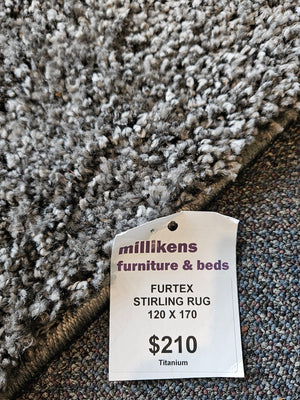 millikens
furniture & beds
FURTEX
STIRLING RUG
120 X 170
$210
Titanium